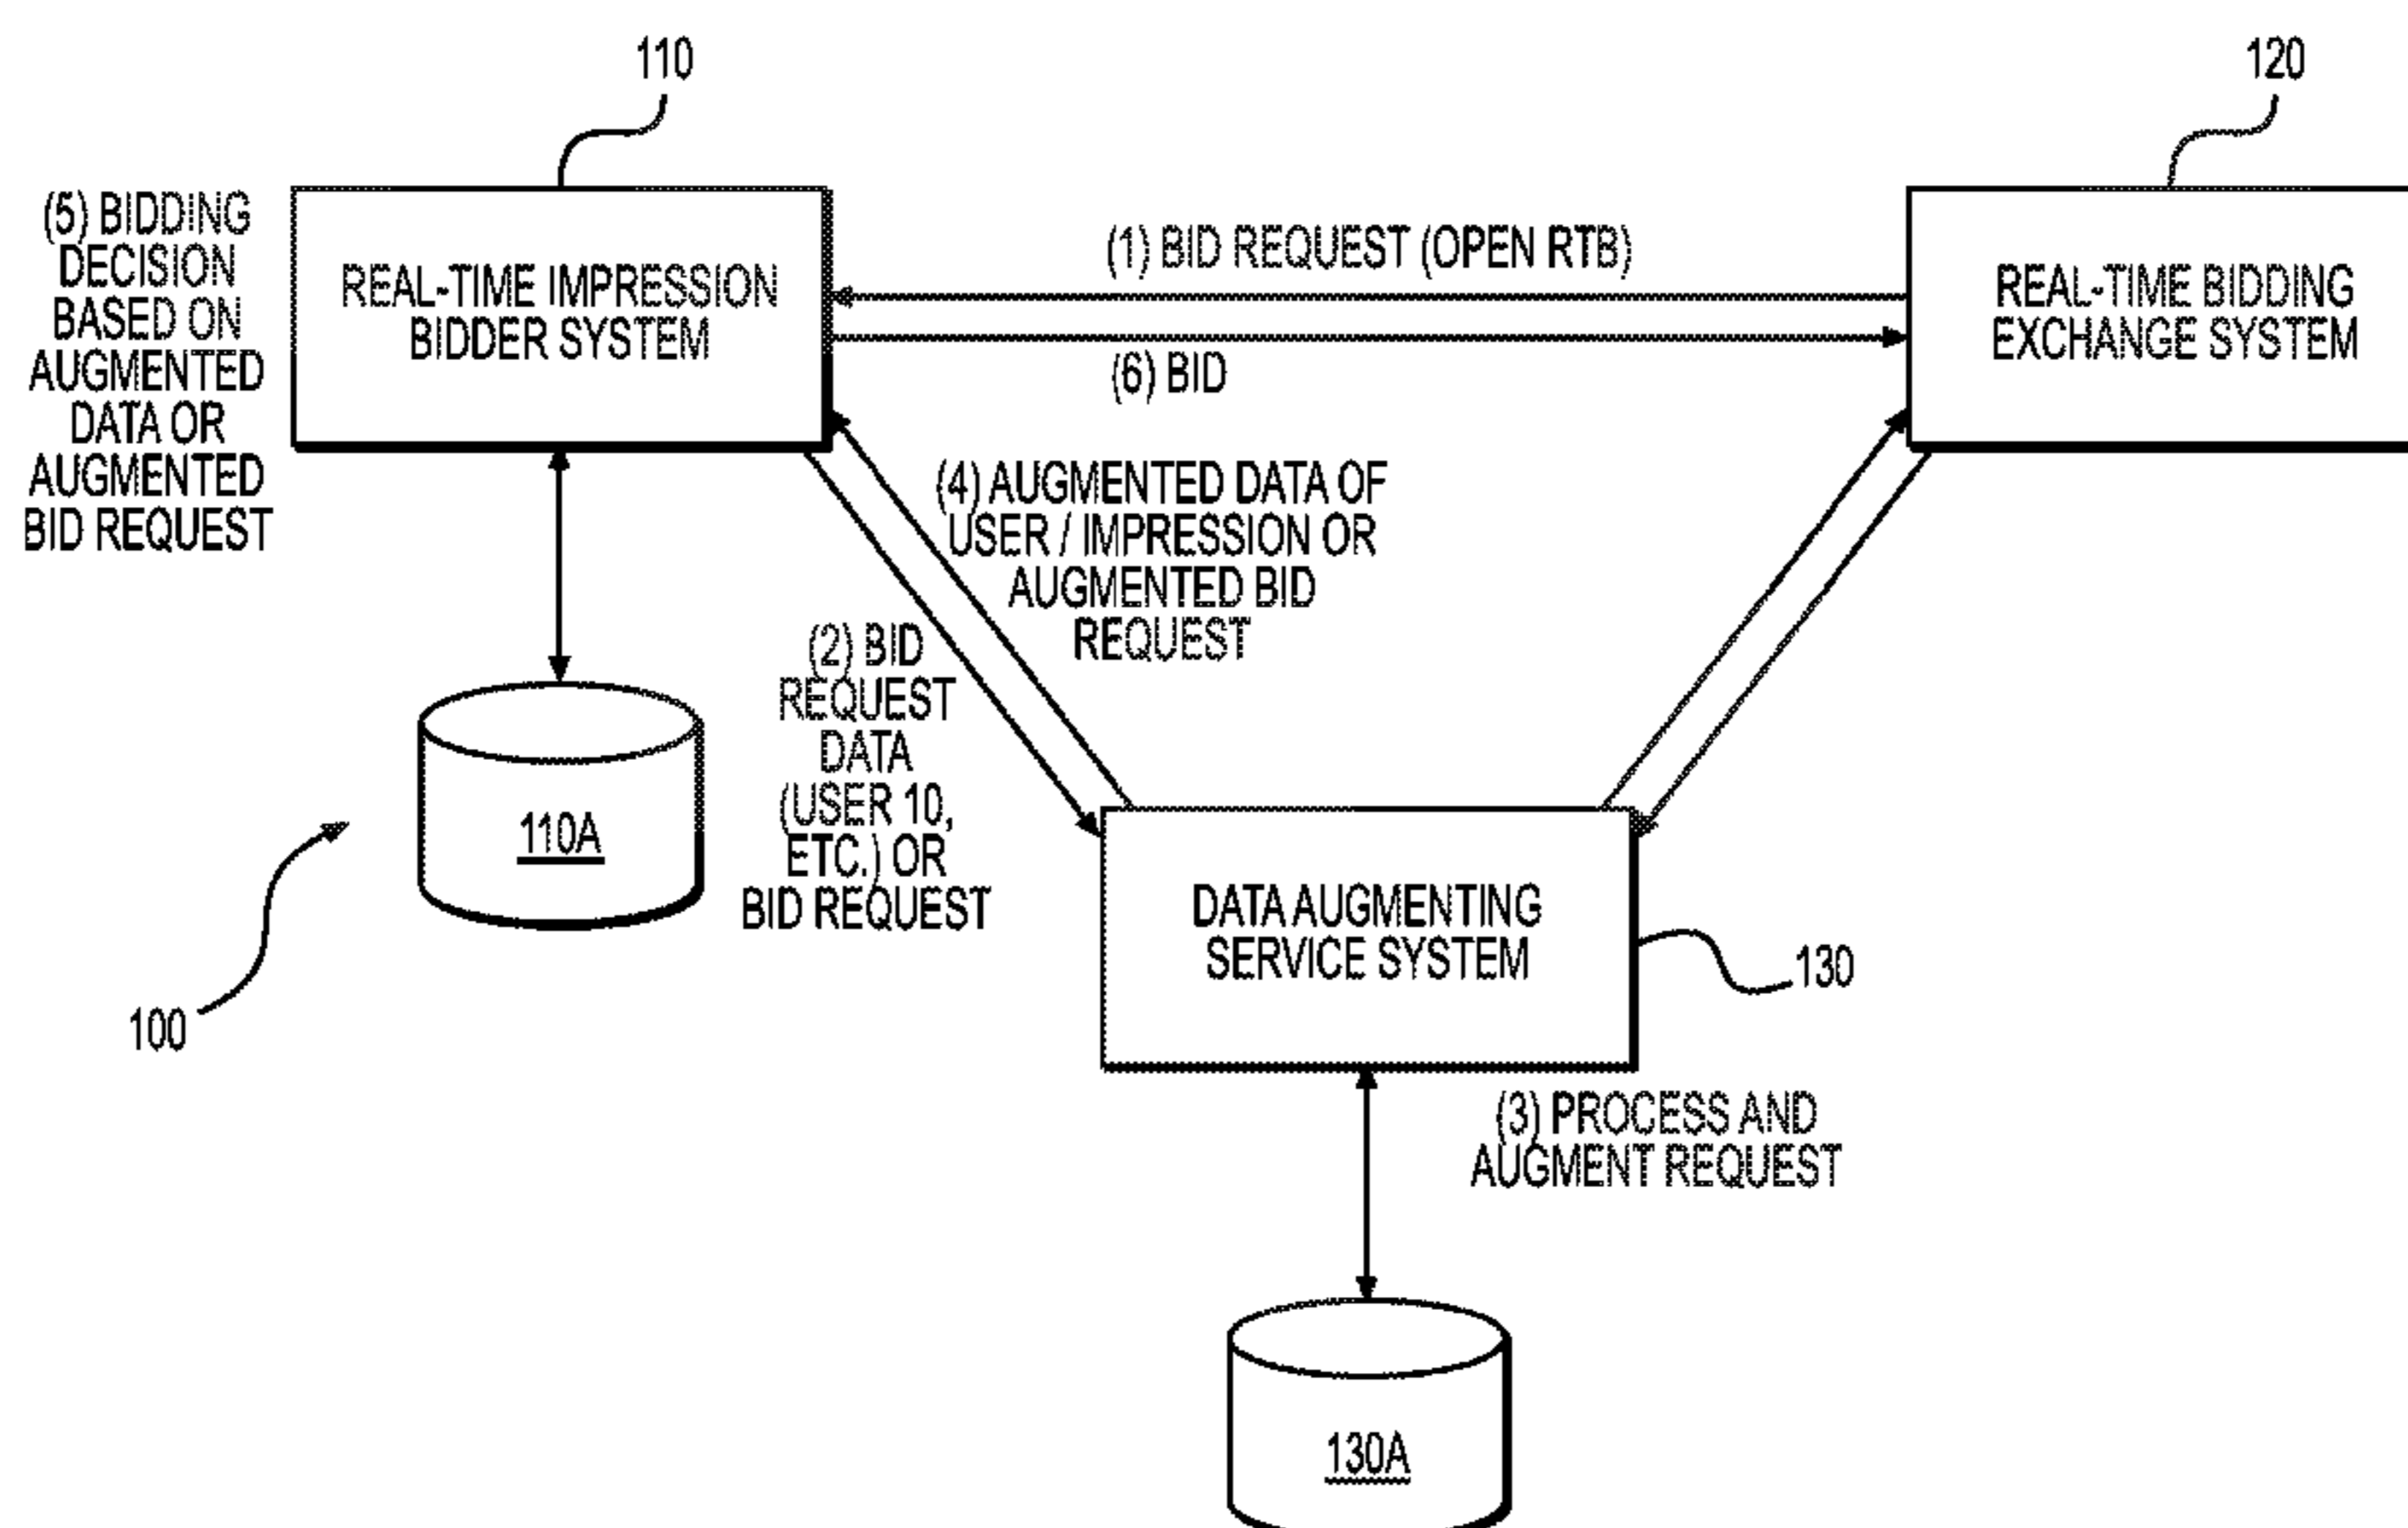 110
120
(5) BIDDING
DECISION
BASED ON
AUGMENTED
DATA OR
AUGMENTED
BID REQUEST
REAL-TIME IMPRESSION
BIDDER SYSTEM
(1) BID REQUEST (OPEN RTB)
(6) BID
REAL-TIME BIDDING
EXCHANGE SYSTEM
(4) AUGMENTED DATA OF
USER / IMPRESSION OR
AUGMENTED BID
REQUEST
(2) BID
REQUEST
DATA
(USER 10,
ETC.) OR
BID REQUEST
110A
100
DATA AUGMENTING
SERVICE SYSTEM
130
(3) PROCESS AND
AUGMENT REQUEST
130A